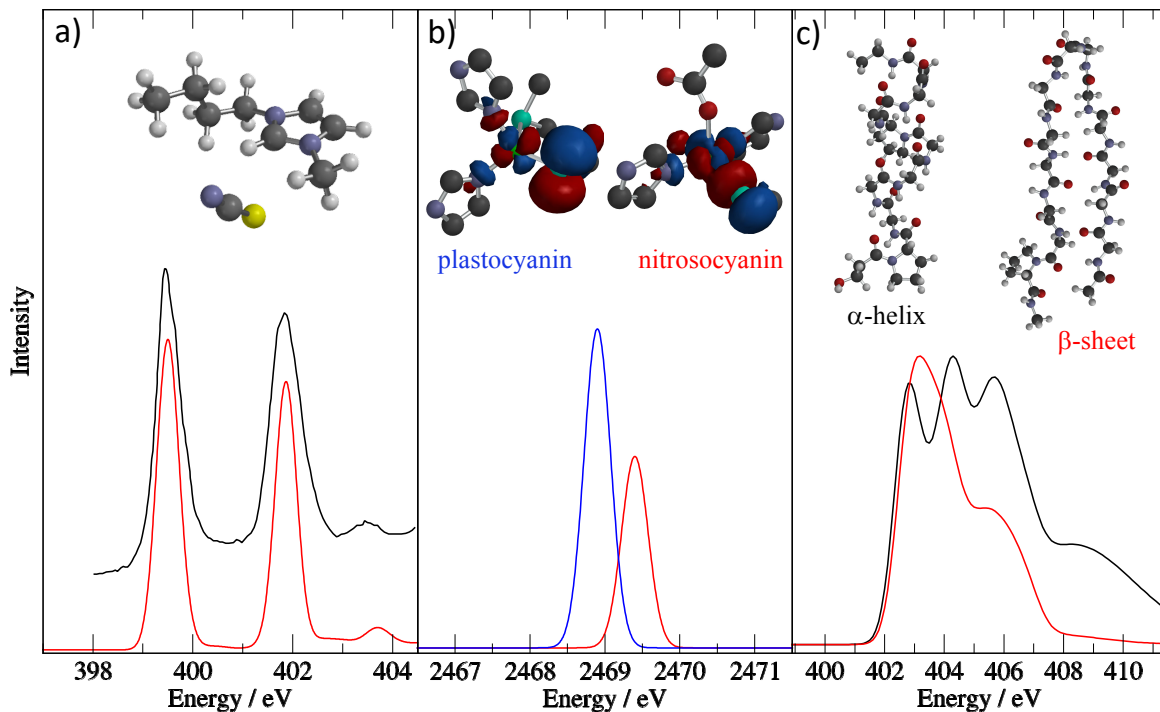 a)
b)
c)
plastocyanin
nitrosocyanin
α-helix
β-sheet
Intensity
398 400 402 404
Energy / eV
2467 2468 2469 2470 2471
Energy / eV
400 402 404 406 408 410
Energy / eV